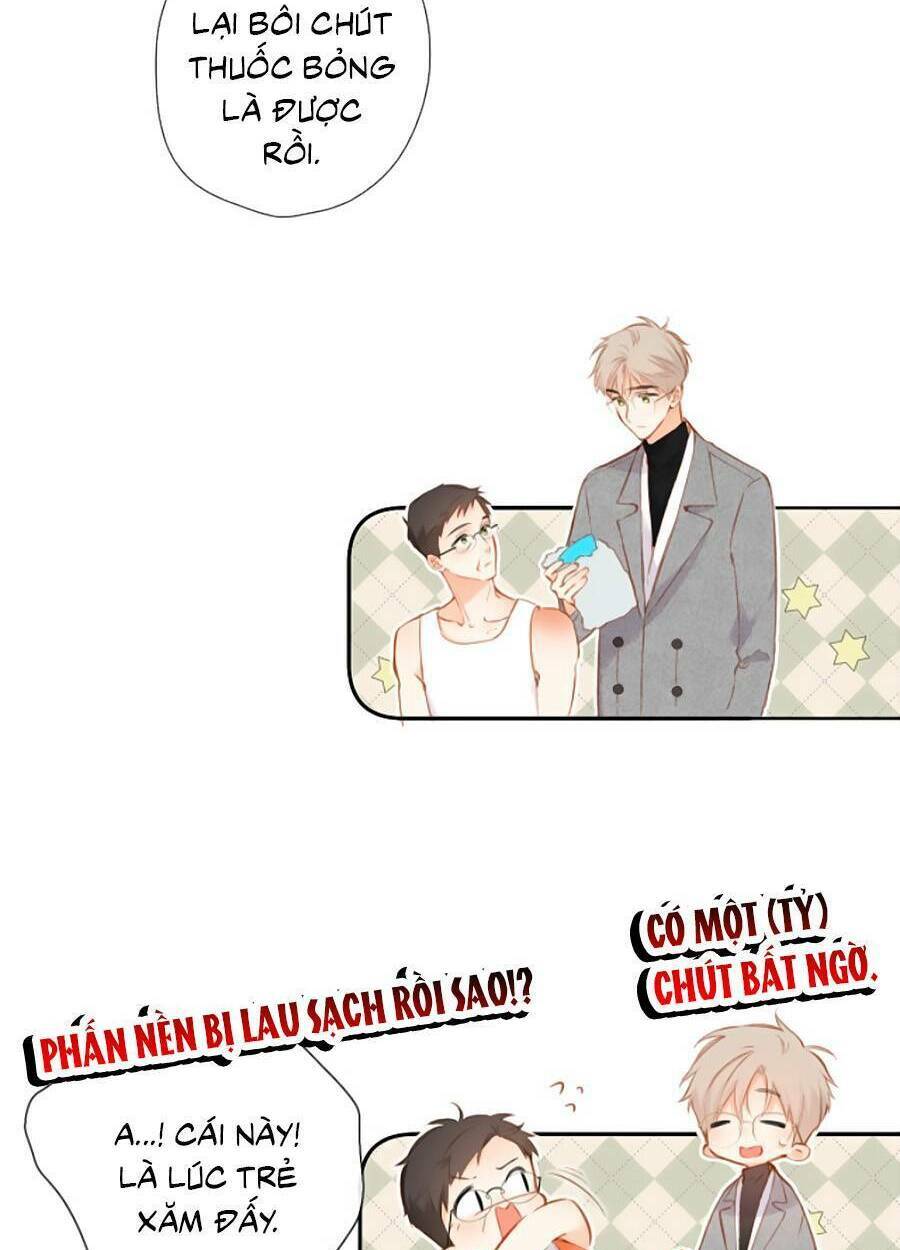 LẠI BÔI CHÚT
THUỐC BỎNG
LÀ ĐƯỢC
RỒI.
CÓ MỘT (TỶ)
CHÚT BẤT NGỜ.
PHẤN NỀN BỊ LAU SẠCH RỒI SAO!?
A...! CÁI NÀY!
LÀ LÚC TRẺ
XĂM ĐẤY.